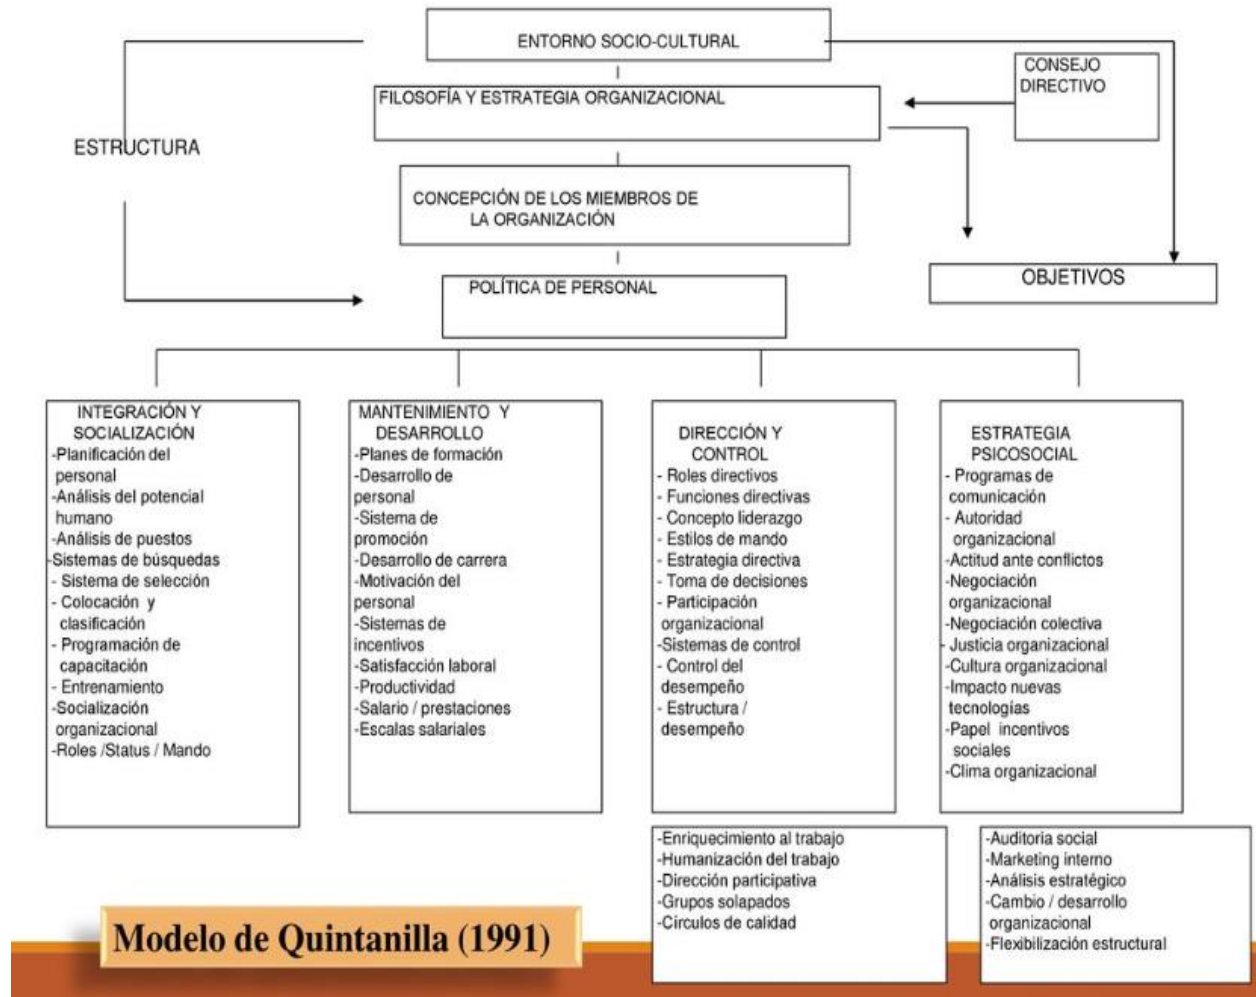 ENTORNO SOCIO-CULTURAL
CONSEJO
DIRECTIVO
FILOSOFÍA Y ESTRATEGIA ORGANIZACIONAL
ESTRUCTURA
CONCEPCIÓN DE LOS MIEMBROS DE
LA ORGANIZACIÓN
OBJETIVOS
POLÍTICA DE PERSONAL
INTEGRACIÓN Y
SOCIALIZACIÓN
-Planificación del
personal
-Análisis del potencial
humano
-Análisis de puestos
-Sistemas de búsquedas
- Sistema de selección
- Colocación y
clasificación
- Programación de
capacitación
- Entrenamiento
-Socialización
organizacional
-Roles /Status / Mando
MANTENIMIENTO Y
DESARROLLO
-Planes de formación
-Desarrollo de
personal
-Sistema de
promoción
-Desarrollo de carrera
-Motivación del
personal
-Sistemas de
incentivos
-Satisfacción laboral
-Productividad
-Salario / prestaciones
-Escalas salariales
DIRECCIÓN Y
CONTROL
- Roles directivos
- Funciones directivas
- Concepto liderazgo
- Estilos de mando
- Estrategia directiva
- Toma de decisiones
- Participación
organizacional
-Sistemas de control
- Control del
desempeño
- Estructura /
desempeño
ESTRATEGIA
PSICOSOCIAL
- Programas de
comunicación
- Autoridad
organizacional
-Actitud ante conflictos
-Negociación
organizacional
-Negociación colectiva
- Justicia organizacional
-Cultura organizacional
-Impacto nuevas
tecnologías
-Papel incentivos
sociales
-Clima organizacional
-Enriquecimiento al trabajo
-Humanización del trabajo
-Dirección participativa
-Grupos solapados
-Círculos de calidad
-Auditoria social
-Marketing interno
-Análisis estratégico
-Cambio / desarrollo
organizacional
-Flexibilización estructural
Modelo de Quintanilla (1991)